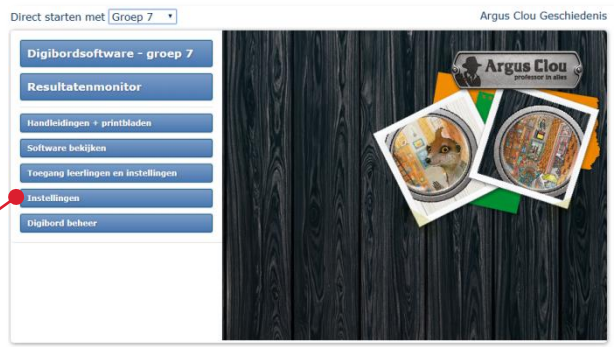 Direct starten met Groep 7
Argus Clou Geschiedenis
Digibordsoftware - groep 7
Resultatenmonitor
Handleidingen + printbladen
Software bekijken
Toegang leerlingen en instellingen
Instellingen
Digibord beheer
Argus Clou
professor in alles